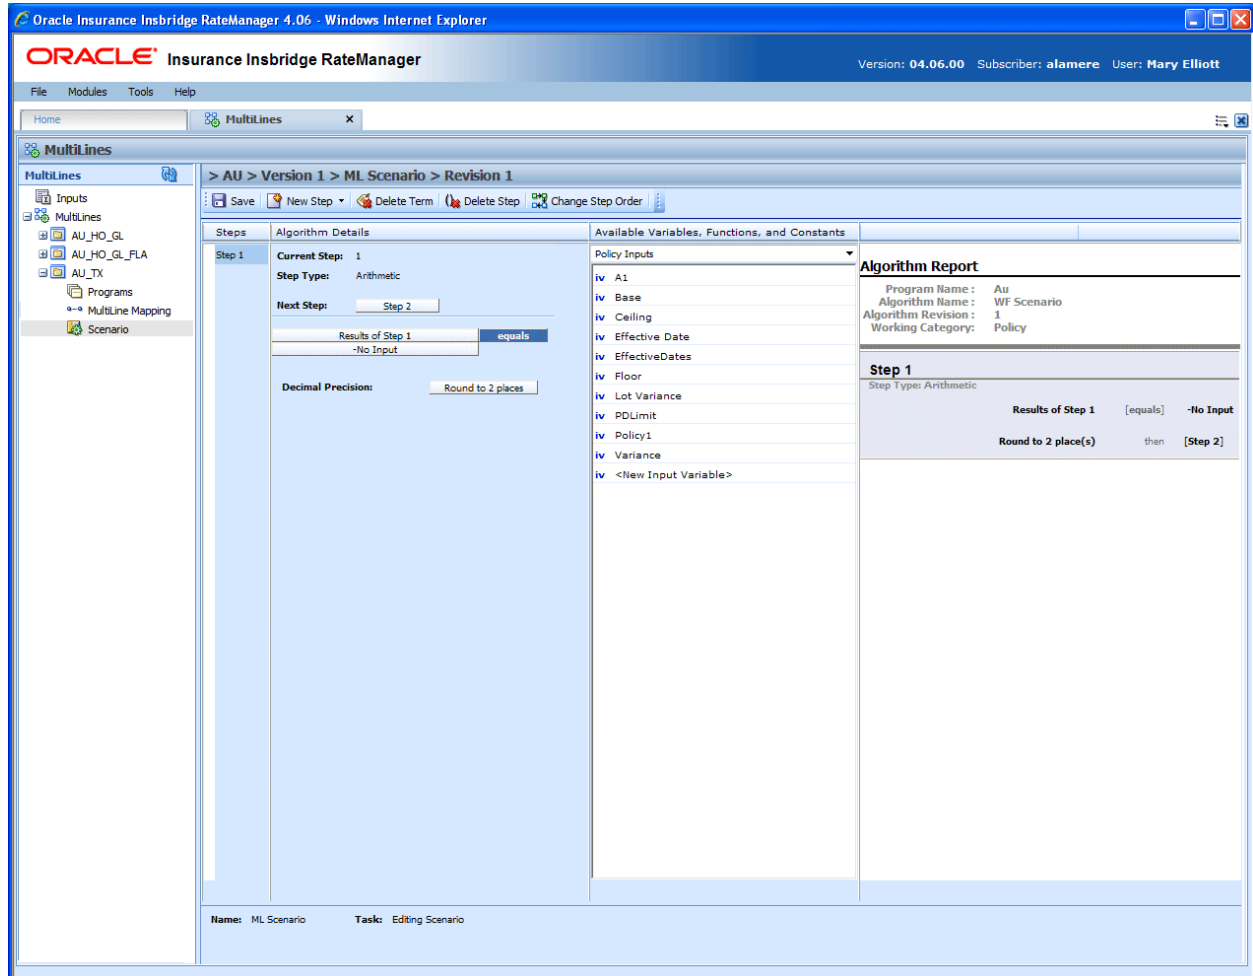 Oracle Insurance Insbridge RateManager 4.06 - Windows Internet Explorer
ORACLE Insurance Insbridge RateManager
Version: 04.06.00 Subscriber: alamere User: Mary Elliott
File Modules Tools Help
Home
MultiLines x
MultiLines
MultiLines
Inputs
MultiLines
AU_HO_GL
AU_HO_GL_FLA
AU_TX
Programs
MultiLine Mapping
Scenario
> AU > Version 1 > ML Scenario > Revision 1
Save New Step Delete Term Delete Step Change Step Order
Steps
Step 1
Algorithm Details
Current Step: 1
Step Type: Arithmetic
Next Step: Step 2
Results of Step 1 equals
-No Input
Decimal Precision: Round to 2 places
Available Variables, Functions, and Constants
Policy Inputs
iv A1
iv Base
iv Ceiling
iv Effective Date
iv EffectiveDates
iv Floor
iv Lot Variance
iv PDLimit
iv Policy1
iv Variance
iv <New Input Variable>
Algorithm Report
Program Name : Au
Algorithm Name : WF Scenario
Algorithm Revision : 1
Working Category: Policy
Step 1
Step Type: Arithmetic
Results of Step 1 [equals] -No Input
Round to 2 place(s) then [Step 2]
Name: ML Scenario Task: Editing Scenario